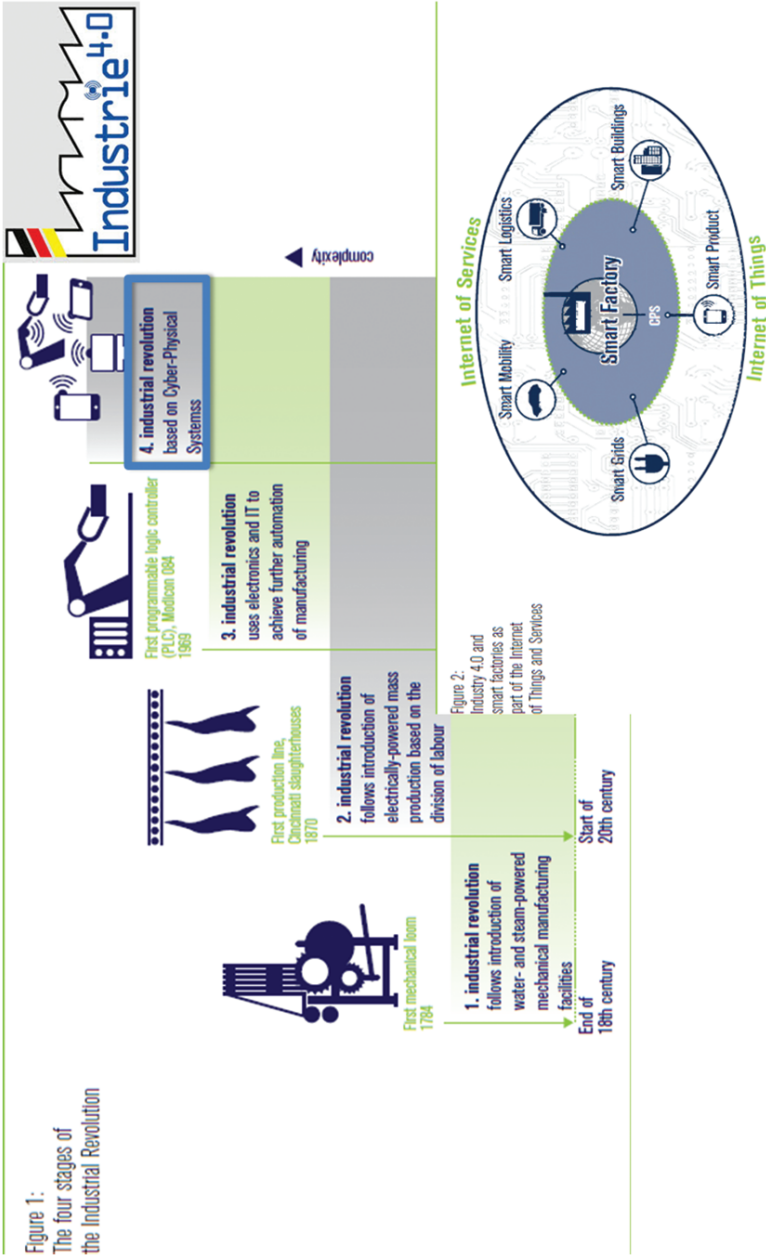 Figure 1:
The four stages of
the Industrial Revolution
Industrie 4.0
First mechanical loom
1784
1. industrial revolution
follows introduction of
water- and steam-powered
mechanical manufacturing
facilities
End of
18th century
First production line,
Cincinnati slaughterhouses
1870
2. industrial revolution
follows introduction of
electrically-powered mass
production based on the
division of labour
Start of
20th century
First programmable logic controller
(PLC), Modicon 084
1969
3. industrial revolution
uses electronics and IT to
achieve further automation
of manufacturing
4. industrial revolution
based on Cyber-Physical
Systemss
complexity
Figure 2:
Industry 4.0 and
smart factories as
part of the Internet
of Things and Services
Internet of Services
Smart Mobility
Smart Logistics
Smart Grids
Smart Factory
Smart Buildings
CPS
Smart Product
Internet of Things